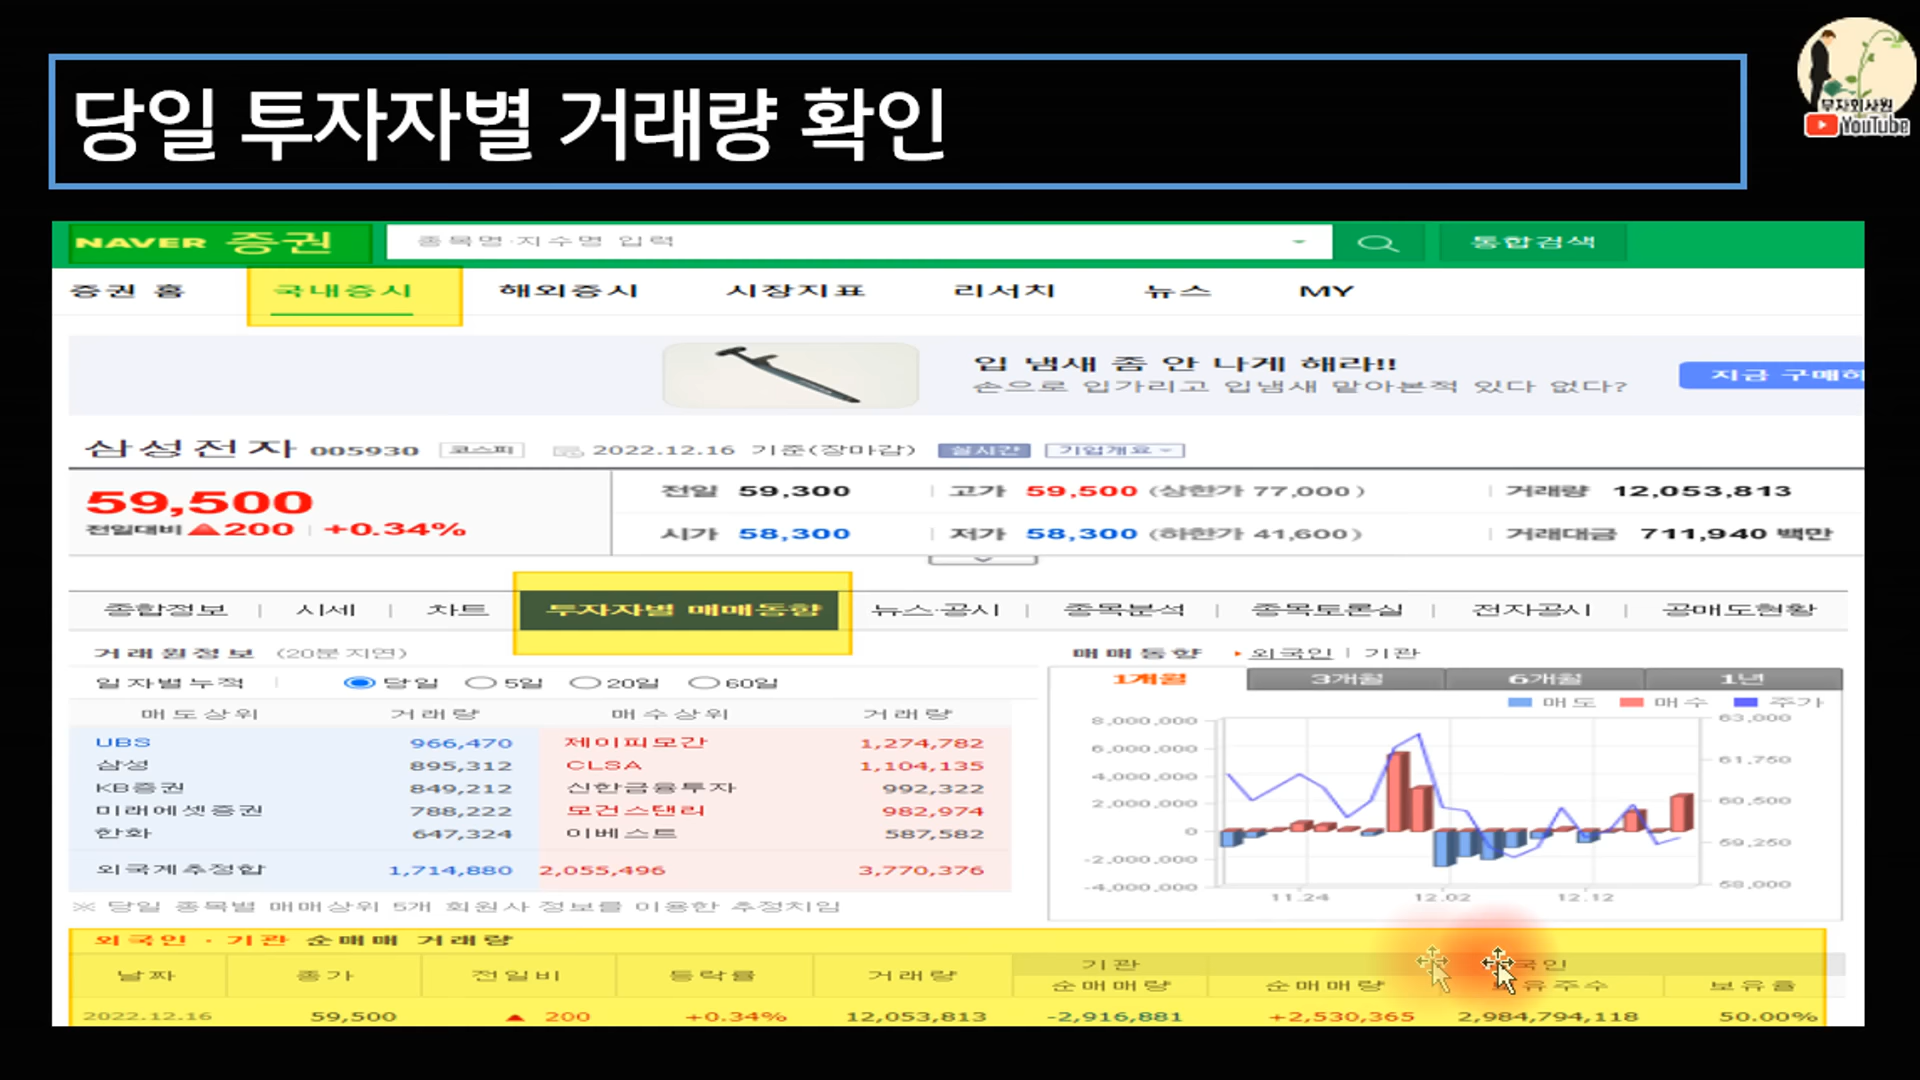 당일 투자자별 거래량 확인
부자회사원
YouTube
NAVER 증권
종목명·지수명 입력
통합검색
증권 홈 국내증시 해외증시 시장지표 리서치 뉴스 MY
입 냄새 좀 안 나게 해라!!
손으로 입가리고 입냄새 맡아본적 있다 없다?
지금 구매하
삼성전자 005930 코스피 2022.12.16 기준(장마감) 실시간 기업개요
59,500
전일대비 ▲200 | +0.34%
전일 59,300 | 고가 59,500 (상한가 77,000) | 거래량 12,053,813
시가 58,300 | 저가 58,300 (하한가 41,600) | 거래대금 711,940 백만
종합정보 | 시세 | 차트 투자자별 매매동향 뉴스·공시 | 종목분석 | 종목토론실 | 전자공시 | 공매도현황
거래원정보 (20분 지연)
일자별누적 | 당일 5일 20일 60일
매도상위 거래량 매수상위 거래량
UBS 966,470 제이피모간 1,274,782
삼성 895,312 CLSA 1,104,135
KB증권 849,212 신한금융투자 992,322
미래에셋증권 788,222 모건스탠리 982,974
한화 647,324 이베스트 587,582
외국계추정합 1,714,880 2,055,496 3,770,376
※ 당일 종목별 매매상위 5개 회원사 정보를 이용한 추정치임
매매동향 외국인 | 기관
1개월 3개월 6개월 1년
매도 매수 주가
8,000,000 63,000
6,000,000
4,000,000 61,750
2,000,000 60,500
0
59,250
-2,000,000
-4,000,000 58,000
11.24 12.02 12.12
외국인·기관 순매매 거래량
날짜 종가 전일비 등락률 거래량 기관 국인
순매매량 순매매량 유주수 보유율
2022.12.16 59,500 ▲ 200 +0.34% 12,053,813 -2,916,881 +2,530,365 2,984,794,118 50.00%